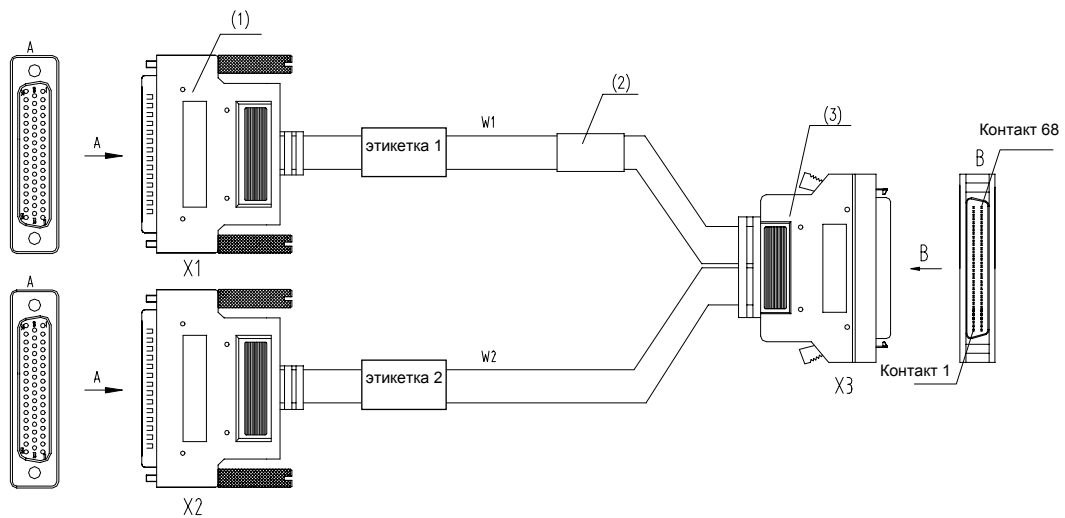 (1)
A
A
X1
этикетка 1
W1
(2)
(3)
Контакт 68
B
B
Контакт 1
X3
A
A
X2
этикетка 2
W2